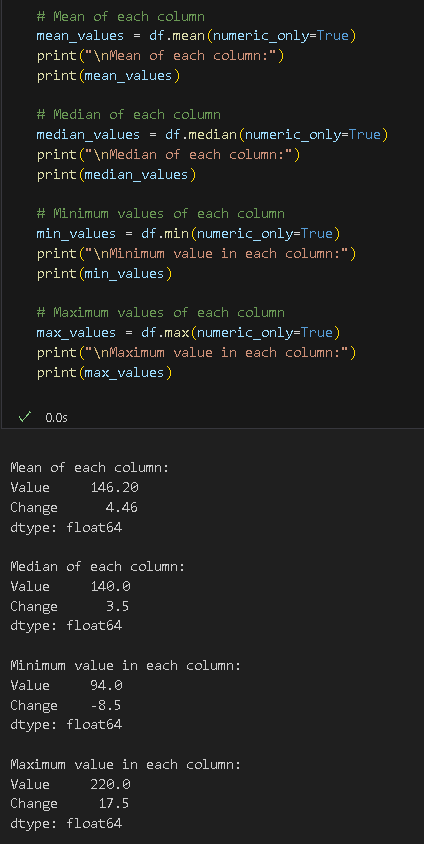 # Mean of each column
mean_values = df.mean(numeric_only=True)
print("\nMean of each column:")
print(mean_values)

# Median of each column
median_values = df.median(numeric_only=True)
print("\nMedian of each column:")
print(median_values)

# Minimum values of each column
min_values = df.min(numeric_only=True)
print("\nMinimum value in each column:")
print(min_values)

# Maximum values of each column
max_values = df.max(numeric_only=True)
print("\nMaximum value in each column:")
print(max_values)

✓ 0.0s

Mean of each column:
Value     146.20
Change      4.46
dtype: float64

Median of each column:
Value     140.0
Change      3.5
dtype: float64

Minimum value in each column:
Value     94.0
Change    -8.5
dtype: float64

Maximum value in each column:
Value     220.0
Change     17.5
dtype: float64